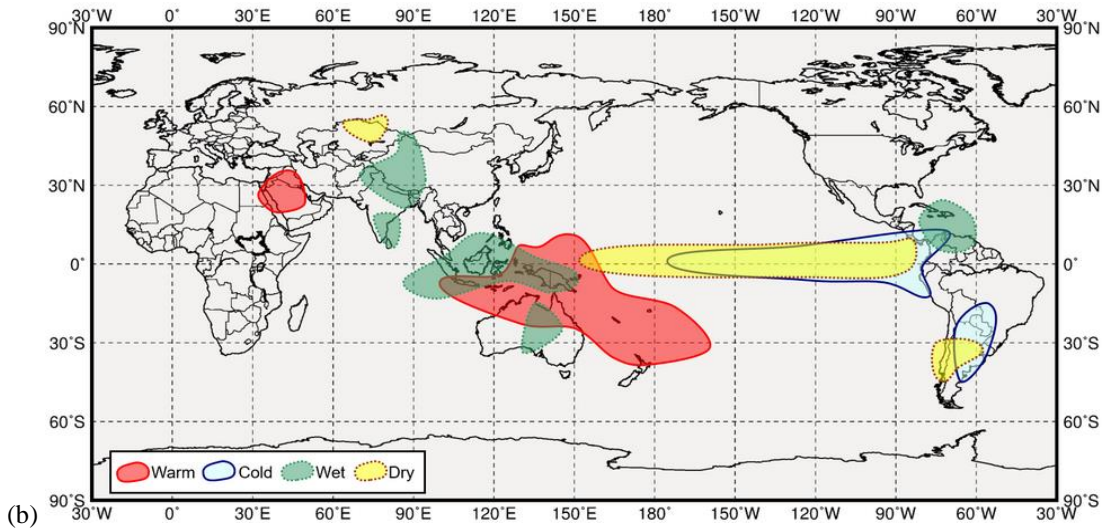 30°W 0° 30°E 60°E 90°E 120°E 150°E 180° 150°W 120°W 90°W 60°W 30°W
90°N 90°N
60°N 60°N
30°N 30°N
0° 0°
30°S 30°S
60°S 60°S
Warm Cold Wet Dry
90°S 90°S
(b) 30°W 0° 30°E 60°E 90°E 120°E 150°E 180° 150°W 120°W 90°W 60°W 30°W